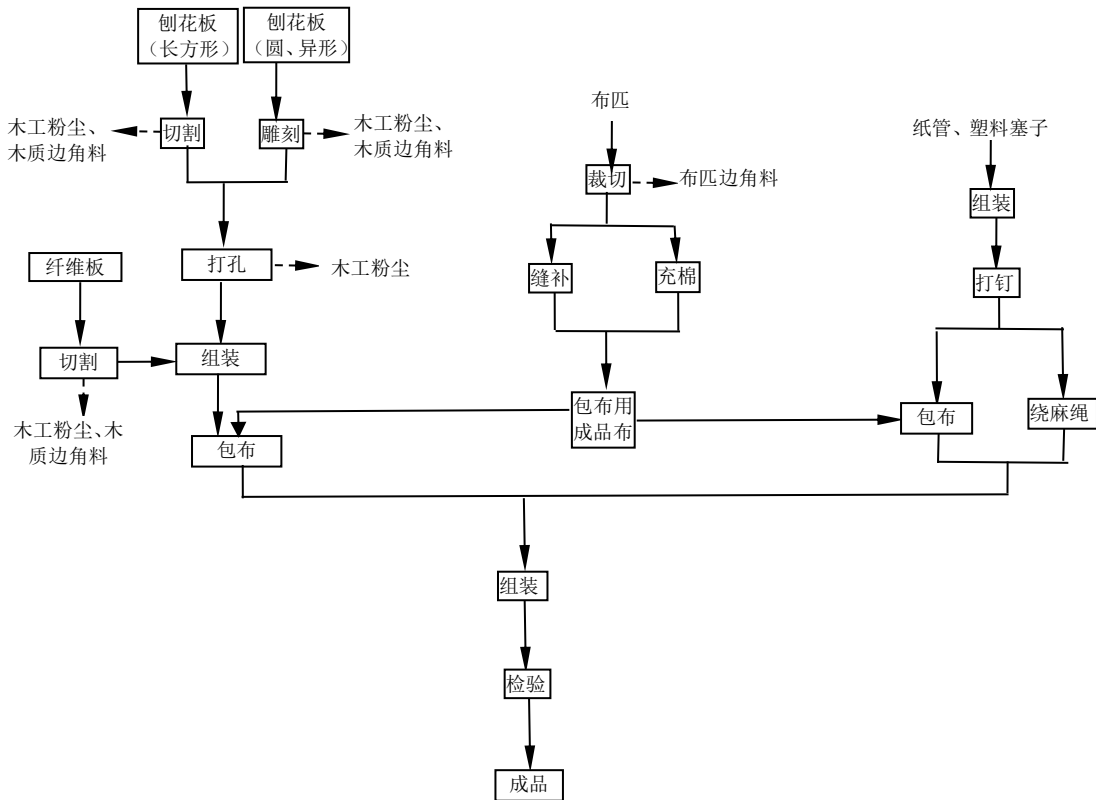 刨花板
（长方形）
刨花板
（圆、异形）
木工粉尘、
木质边角料
切割
雕刻
木工粉尘、
木质边角料
布匹
纸管、塑料塞子
裁切
布匹边角料
组装
纤维板
打孔
木工粉尘
缝补
充棉
打钉
切割
组装
木工粉尘、木
质边角料
包布用
成品布
包布
绕麻绳
包布
组装
检验
成品